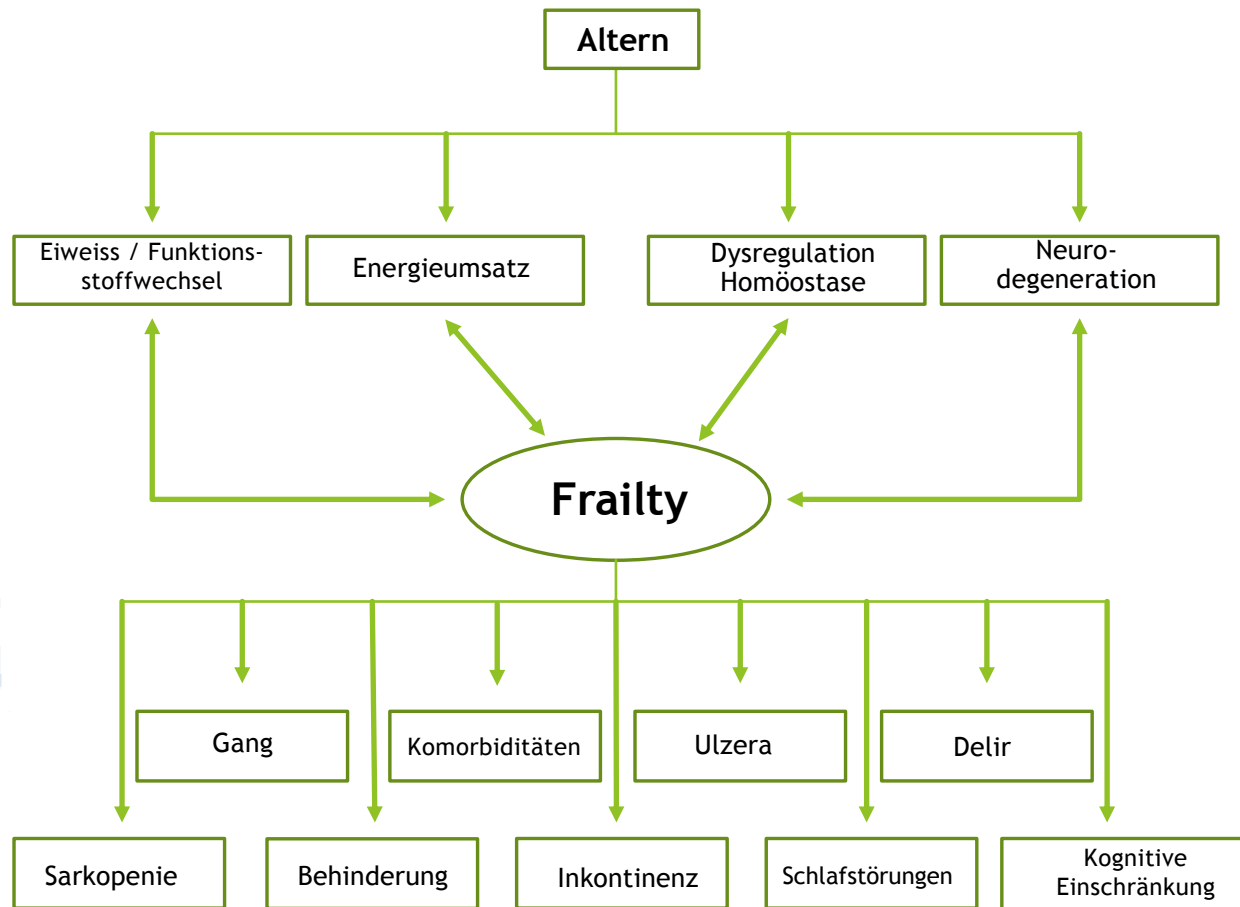 Altern
Eiweiss / Funktions-
stoffwechsel
Energieumsatz
Dysregulation
Homöostase
Neuro-
degeneration
Frailty
Gang
Komorbiditäten
Ulzera
Delir
Sarkopenie
Behinderung
Inkontinenz
Schlafstörungen
Kognitive
Einschränkung